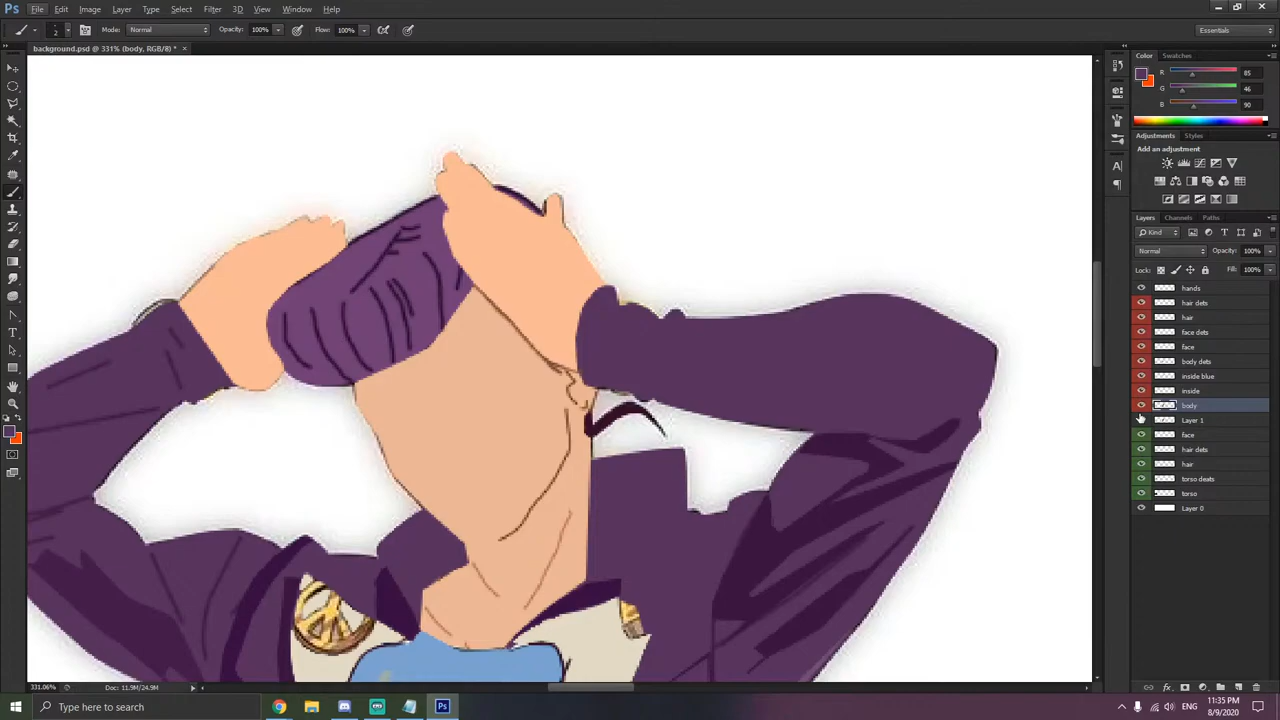 Ps File Edit Image Layer Type Select Filter 3D View Window Help
2 Mode: Normal Opacity: 100% Flow: 100% Essentials
background.psd @ 331% (body, RGB/8) * ×
Color Swatches
R 85
G 46
B 90
Adjustments Styles
Add an adjustment
Layers Channels Paths
Kind
Normal Opacity: 100%
Lock: Fill: 100%
hands
hair dets
hair
face dets
face
body dets
inside blue
inside
body
Layer 1
face
hair dets
hair
torso deats
torso
Layer 0
331.06% Doc: 11.9M/24.9M
Type here to search
Ps
ENG
11:35 PM
8/9/2020